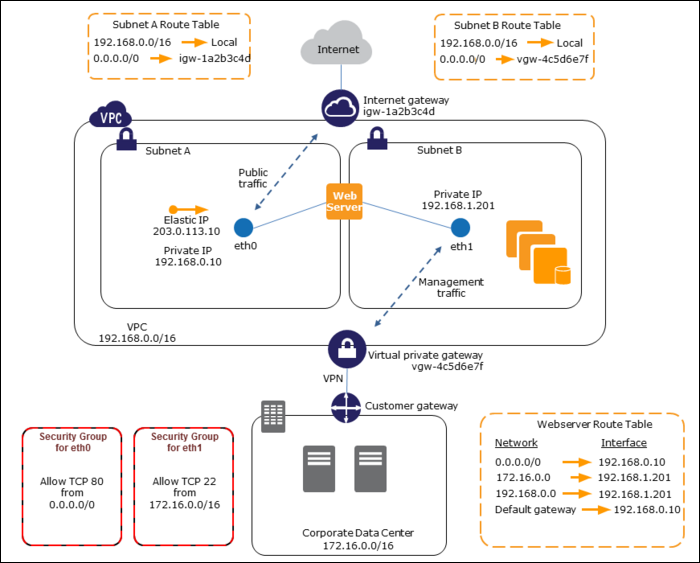 Subnet A Route Table
192.168.0.0/16 Local
0.0.0.0/0 igw-1a2b3c4d
Internet
Subnet B Route Table
192.168.0.0/16 Local
0.0.0.0/0 vgw-4c5d6e7f
Internet gateway
igw-1a2b3c4d
VPC
Subnet A
Subnet B
Public
traffic
Web
Server
Private IP
192.168.1.201
Elastic IP
203.0.113.10
eth0
eth1
Private IP
192.168.0.10
Management
traffic
VPC
192.168.0.0/16
Virtual private gateway
vgw-4c5d6e7f
VPN
Customer gateway
Security Group
for eth0
Allow TCP 80
from
0.0.0.0/0
Security Group
for eth1
Allow TCP 22
from
172.16.0.0/16
Corporate Data Center
172.16.0.0/16
Webserver Route Table
Network Interface
0.0.0.0/0 192.168.0.10
172.16.0.0 192.168.1.201
192.168.0.0 192.168.1.201
Default gateway 192.168.0.10